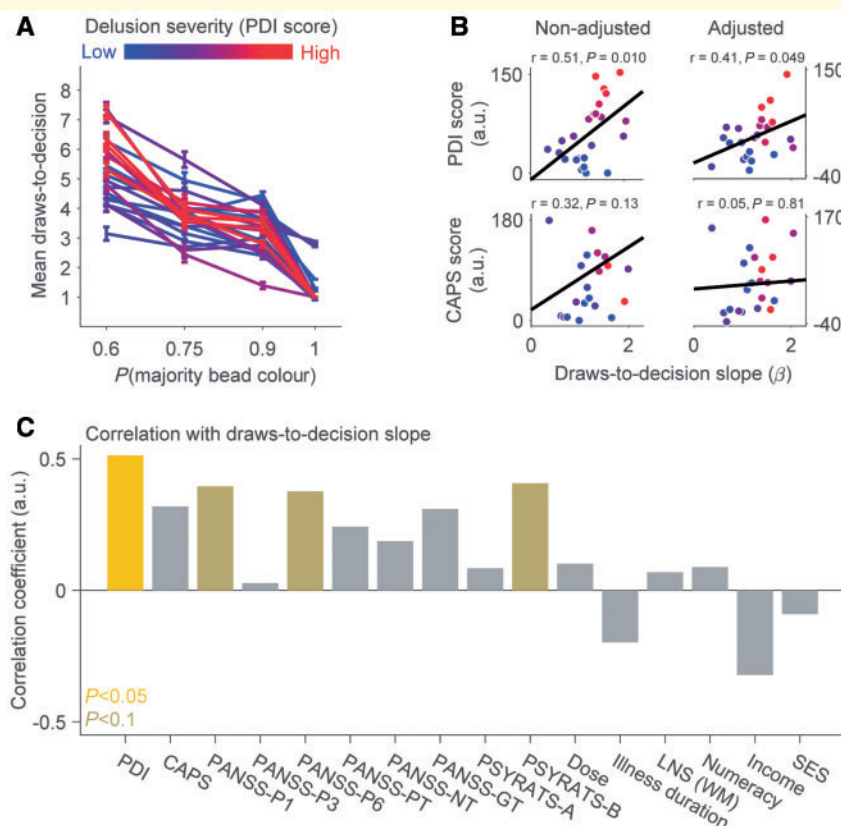 A
Delusion severity (PDI score)
Low
High
Mean draws-to-decision
8
7
6
5
4
3
2
1
0.6
0.75
0.9
1
P(majority bead colour)
B
Non-adjusted
Adjusted
r = 0.51, P = 0.010
r = 0.41, P = 0.049
PDI score
(a.u.)
150
0
150
-40
r = 0.32, P = 0.13
r = 0.05, P = 0.81
CAPS score
(a.u.)
180
0
170
-40
0
2
0
2
Draws-to-decision slope (β)
C
Correlation with draws-to-decision slope
Correlation coefficient (a.u.)
0.5
0
-0.5
P<0.05
P<0.1
PDI
CAPS
PANSS-P1
PANSS-P3
PANSS-P6
PANSS-PT
PANSS-NT
PANSS-GT
PSYRATS-A
PSYRATS-B
Dose
Illness duration
LNS (WM)
Numeracy
Income
SES